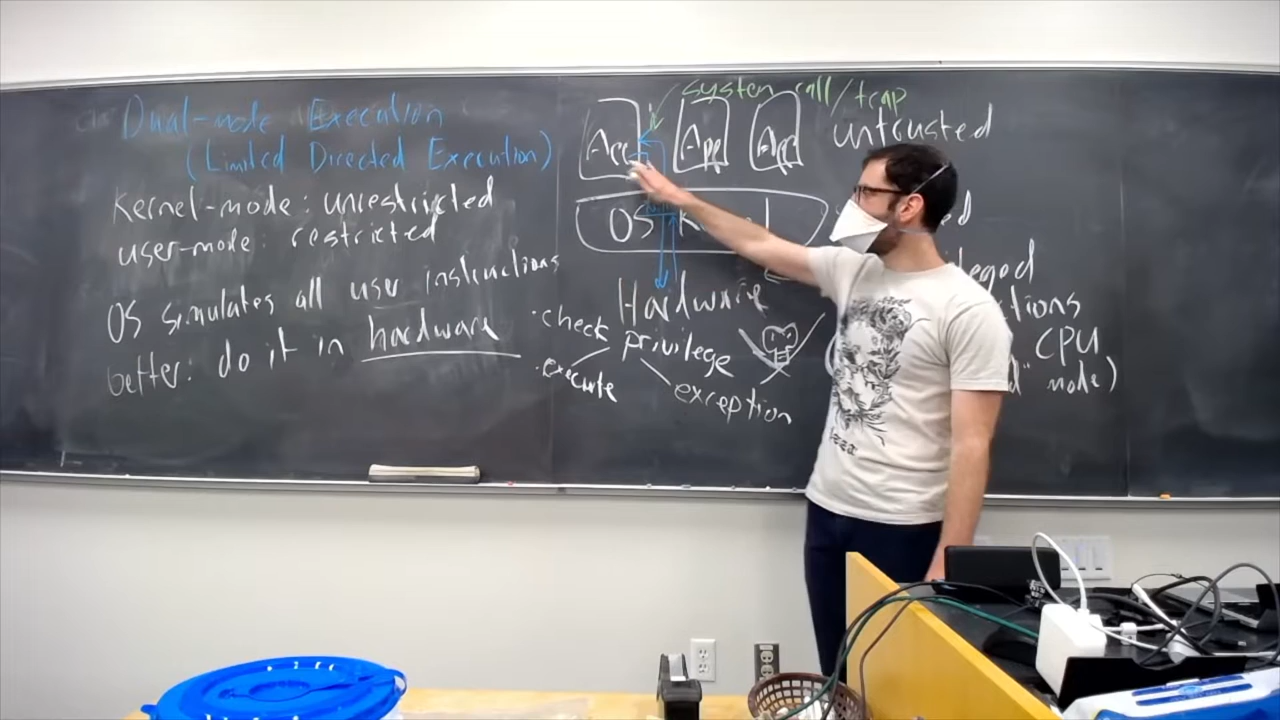 Dual-mode Execution
(Limited Directed Execution)
Kernel-mode: unrestricted
user-mode: restricted
OS simulates all user instructions
better: do it in hardware
system call/trap
App App App untrusted
OS
Hardware
• check privilege
• execute
exception
CPU
mode)